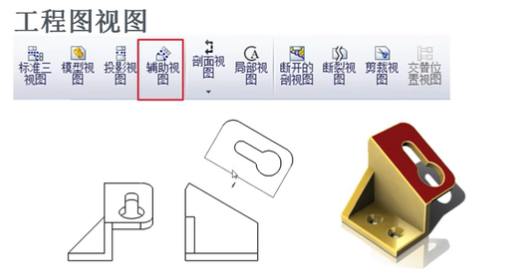 工程图视图
标准三视图
模型视图
投影视图
辅助视图
剖面视图
局部视图
断开的剖视图
断裂视图
剪裁视图
交替位置视图